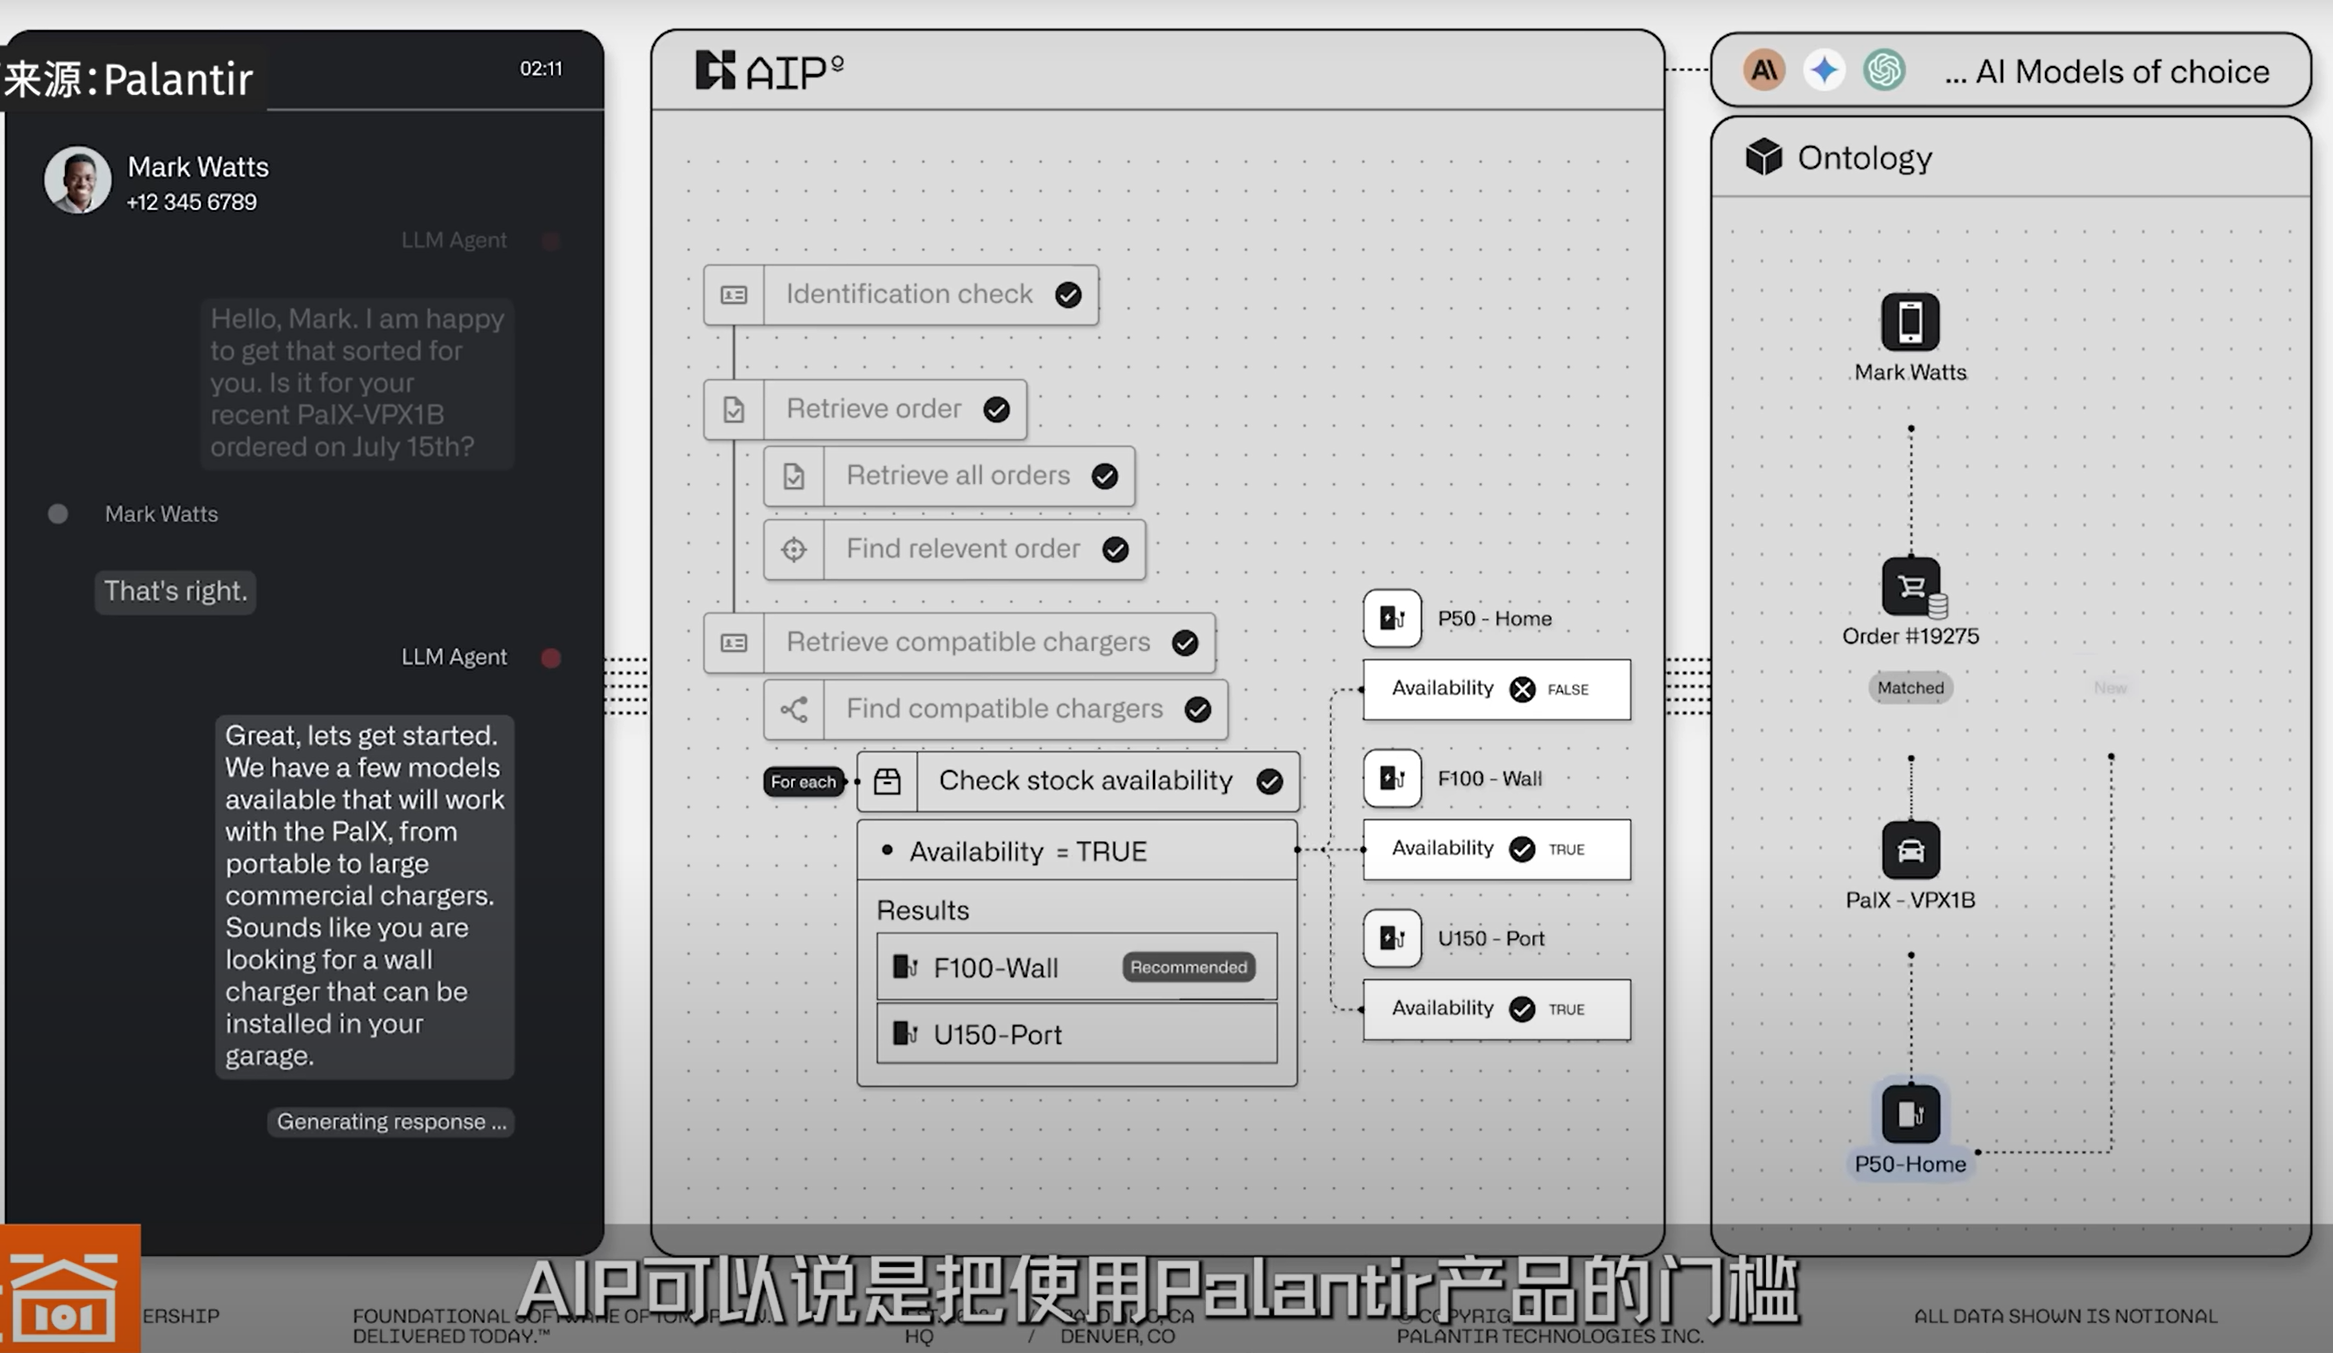 来源：Palantir
02:11
Mark Watts
+12 345 6789
LLM Agent
Hello, Mark. I am happy
to get that sorted for
you. Is it for your
recent PalX-VPX1B
ordered on July 15th?
Mark Watts
That's right.
LLM Agent
Great, lets get started.
We have a few models
available that will work
with the PalX, from
portable to large
commercial chargers.
Sounds like you are
looking for a wall
charger that can be
installed in your
garage.
Generating response ...
AIP
Identification check
Retrieve order
Retrieve all orders
Find relevent order
Retrieve compatible chargers
Find compatible chargers
For each
Check stock availability
Availability = TRUE
Results
F100-Wall
Recommended
U150-Port
P50 - Home
Availability FALSE
F100 - Wall
Availability TRUE
U150 - Port
Availability TRUE
AI
... AI Models of choice
Ontology
Mark Watts
Order #19275
Matched
New
PalX - VPX1B
P50-Home
AIP可以说是把使用Palantir产品的门槛
101
ERSHIP
FOUNDATIONAL SOFTWARE OF TOMORROW.
DELIVERED TODAY.™
HQ
/
DENVER, CO
COPYRIG
PALANTIR TECHNOLOGIES INC.
ALL DATA SHOWN IS NOTIONAL